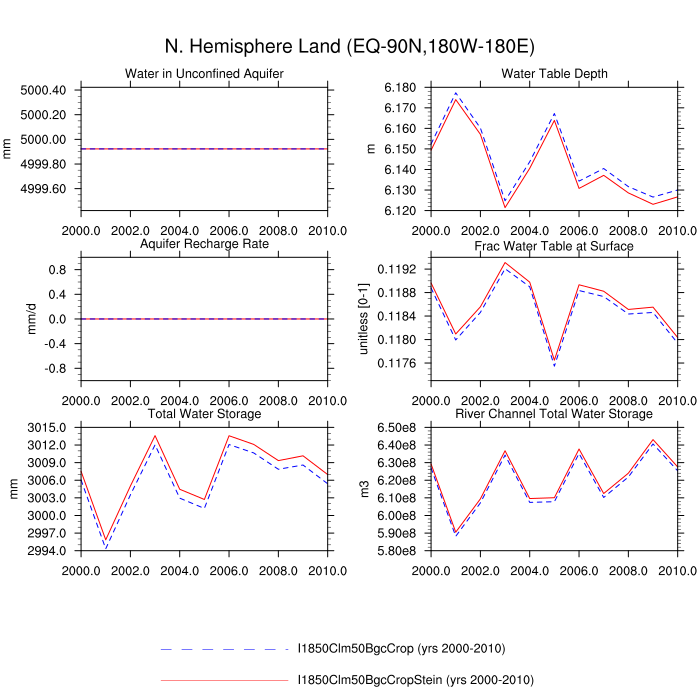 N. Hemisphere Land (EQ-90N,180W-180E)
Water in Unconfined Aquifer
5000.40
5000.20
5000.00
4999.80
4999.60
mm
2000.0 2002.0 2004.0 2006.0 2008.0 2010.0
Water Table Depth
6.180
6.170
6.160
6.150
6.140
6.130
6.120
m
2000.0 2002.0 2004.0 2006.0 2008.0 2010.0
Aquifer Recharge Rate
0.8
0.4
0.0
-0.4
-0.8
mm/d
2000.0 2002.0 2004.0 2006.0 2008.0 2010.0
Frac Water Table at Surface
0.1192
0.1188
0.1184
0.1180
0.1176
unitless [0-1]
2000.0 2002.0 2004.0 2006.0 2008.0 2010.0
Total Water Storage
3015.0
3012.0
3009.0
3006.0
3003.0
3000.0
2997.0
2994.0
mm
2000.0 2002.0 2004.0 2006.0 2008.0 2010.0
River Channel Total Water Storage
6.50e8
6.40e8
6.30e8
6.20e8
6.10e8
6.00e8
5.90e8
5.80e8
m3
2000.0 2002.0 2004.0 2006.0 2008.0 2010.0
I1850Clm50BgcCrop (yrs 2000-2010)
I1850Clm50BgcCropStein (yrs 2000-2010)